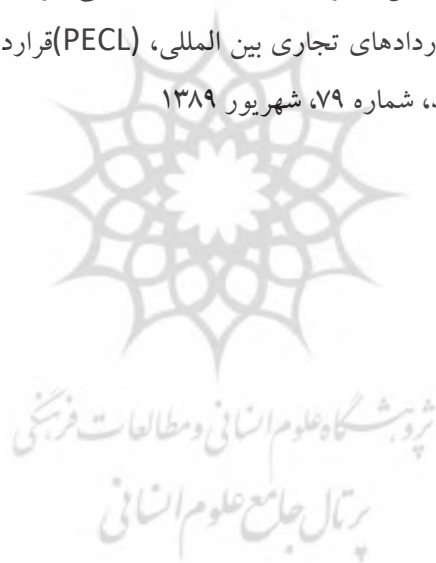 ردادهای تجاری بین المللی، (PECL)قرارد
د، شماره ۷۹، شهریور ۱۳۸۹
پژوهشگاه علوم انسانی و مطالعات فرهنگی
پرتال جامع علوم انسانی